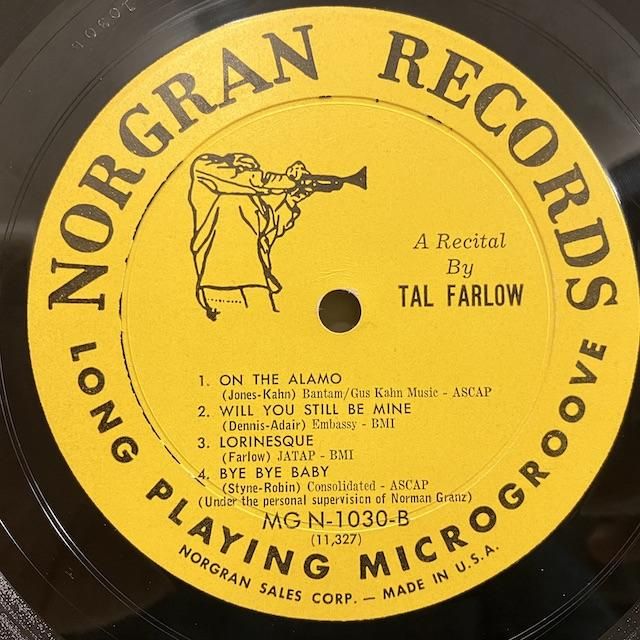 NORGRAN RECORDS
A Recital
By
TAL FARLOW
1. ON THE ALAMO
(Jones-Kahn) Bantam/Gus Kahn Music - ASCAP
2. WILL YOU STILL BE MINE
(Dennis-Adair) Embassy - BMI
3. LORINESQUE
(Farlow) JATAP - BMI
4. BYE BYE BABY
(Styne-Robin) Consolidated - ASCAP
(Under the personal supervision of Norman Granz)
MG N-1030-B
(11,327)
LONG PLAYING MICROGROOVE
NORGRAN SALES CORP. — MADE IN U.S.A.